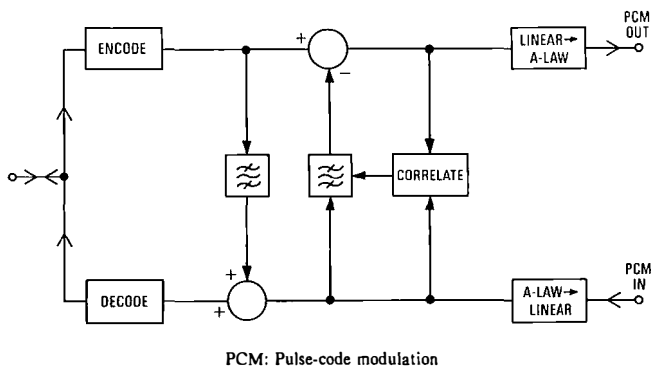 PCM
OUT
ENCODE
+
−
LINEAR→
A-LAW
CORRELATE
+
+
DECODE
A-LAW→
LINEAR
PCM
IN
PCM: Pulse-code modulation